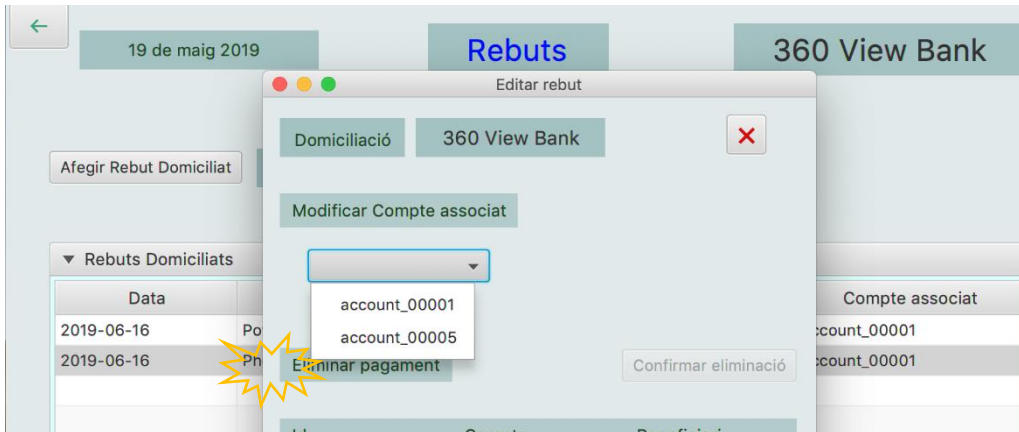 19 de maig 2019
Rebuts
360 View Bank
Editar rebut
Domiciliació
360 View Bank
Afegir Rebut Domiciliat
Modificar Compte associat
Rebuts Domiciliats
Data
Compte associat
account_00001
account_00005
2019-06-16
ccount_00001
2019-06-16
ccount_00001
Eliminar pagament
Confirmar eliminació